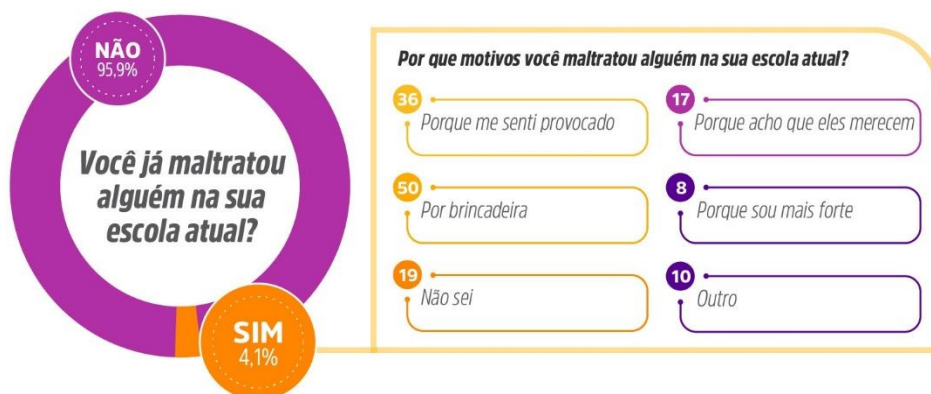 NÃO
95,9%
Você já maltratou
alguém na sua
escola atual?
SIM
4,1%
Por que motivos você maltratou alguém na sua escola atual?
36
Porque me senti provocado
17
Porque acho que eles merecem
50
Por brincadeira
8
Porque sou mais forte
19
Não sei
10
Outro